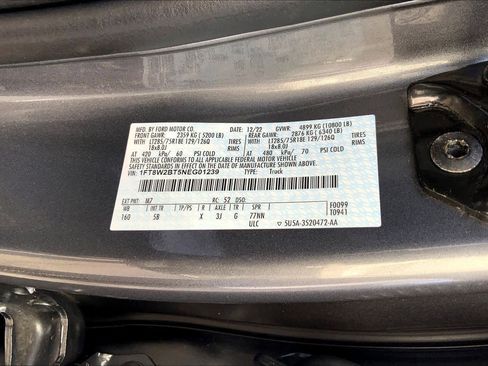 MFD. BY FORD MOTOR CO.
DATE: 12/22 GVWR: 4899 KG (10800 LB)
FRONT GAWR: 2359 KG (5200 LB) REAR GAWR: 2876 KG (6340 LB)
WITH LT285/75R18E 129/126Q WITH LT285/75R18E 129/126Q
TIRES TIRES
18x8.0J RIMS 18x8.0J RIMS
AT 420 kPa/ 60 PSI COLD AT 480 kPa/ 70 PSI COLD
THIS VEHICLE CONFORMS TO ALL APPLICABLE FEDERAL MOTOR VEHICLE
SAFETY STANDARDS IN EFFECT ON THE DATE OF MANUFACTURE SHOWN ABOVE.
VIN: 1FT8W2BT5NEG01239 TYPE: Truck
F0099
T0941
EXT PNT: M7 RC: 52 DSO:
WB BRK INT TR TP/PS R AXLE TR SPR
160 5B X 3J G 77NN
ULC 5U5A-3520472-AA